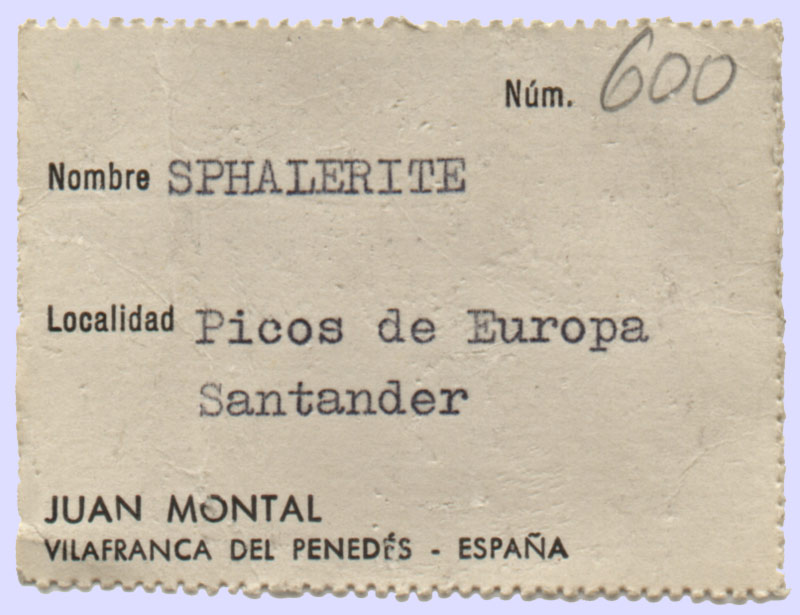 Núm. 600
Nombre SPHALERITE
Localidad Picos de Europa
Santander
JUAN MONTAL
VILAFRANCA DEL PENEDÉS - ESPAÑA